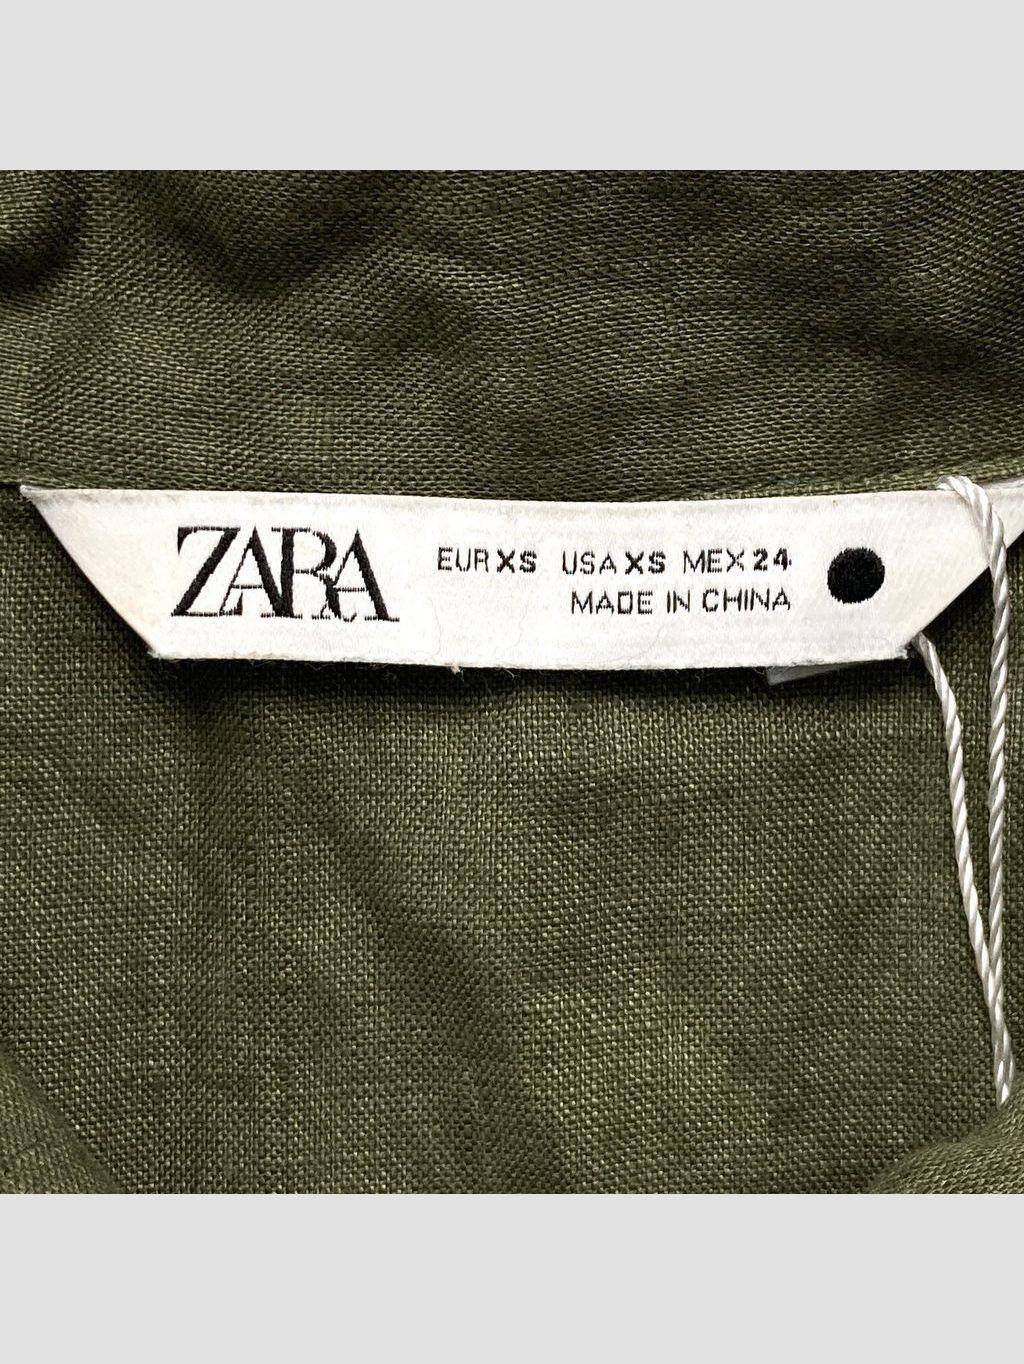 ZARA
EUR XS USA XS MEX 24
MADE IN CHINA